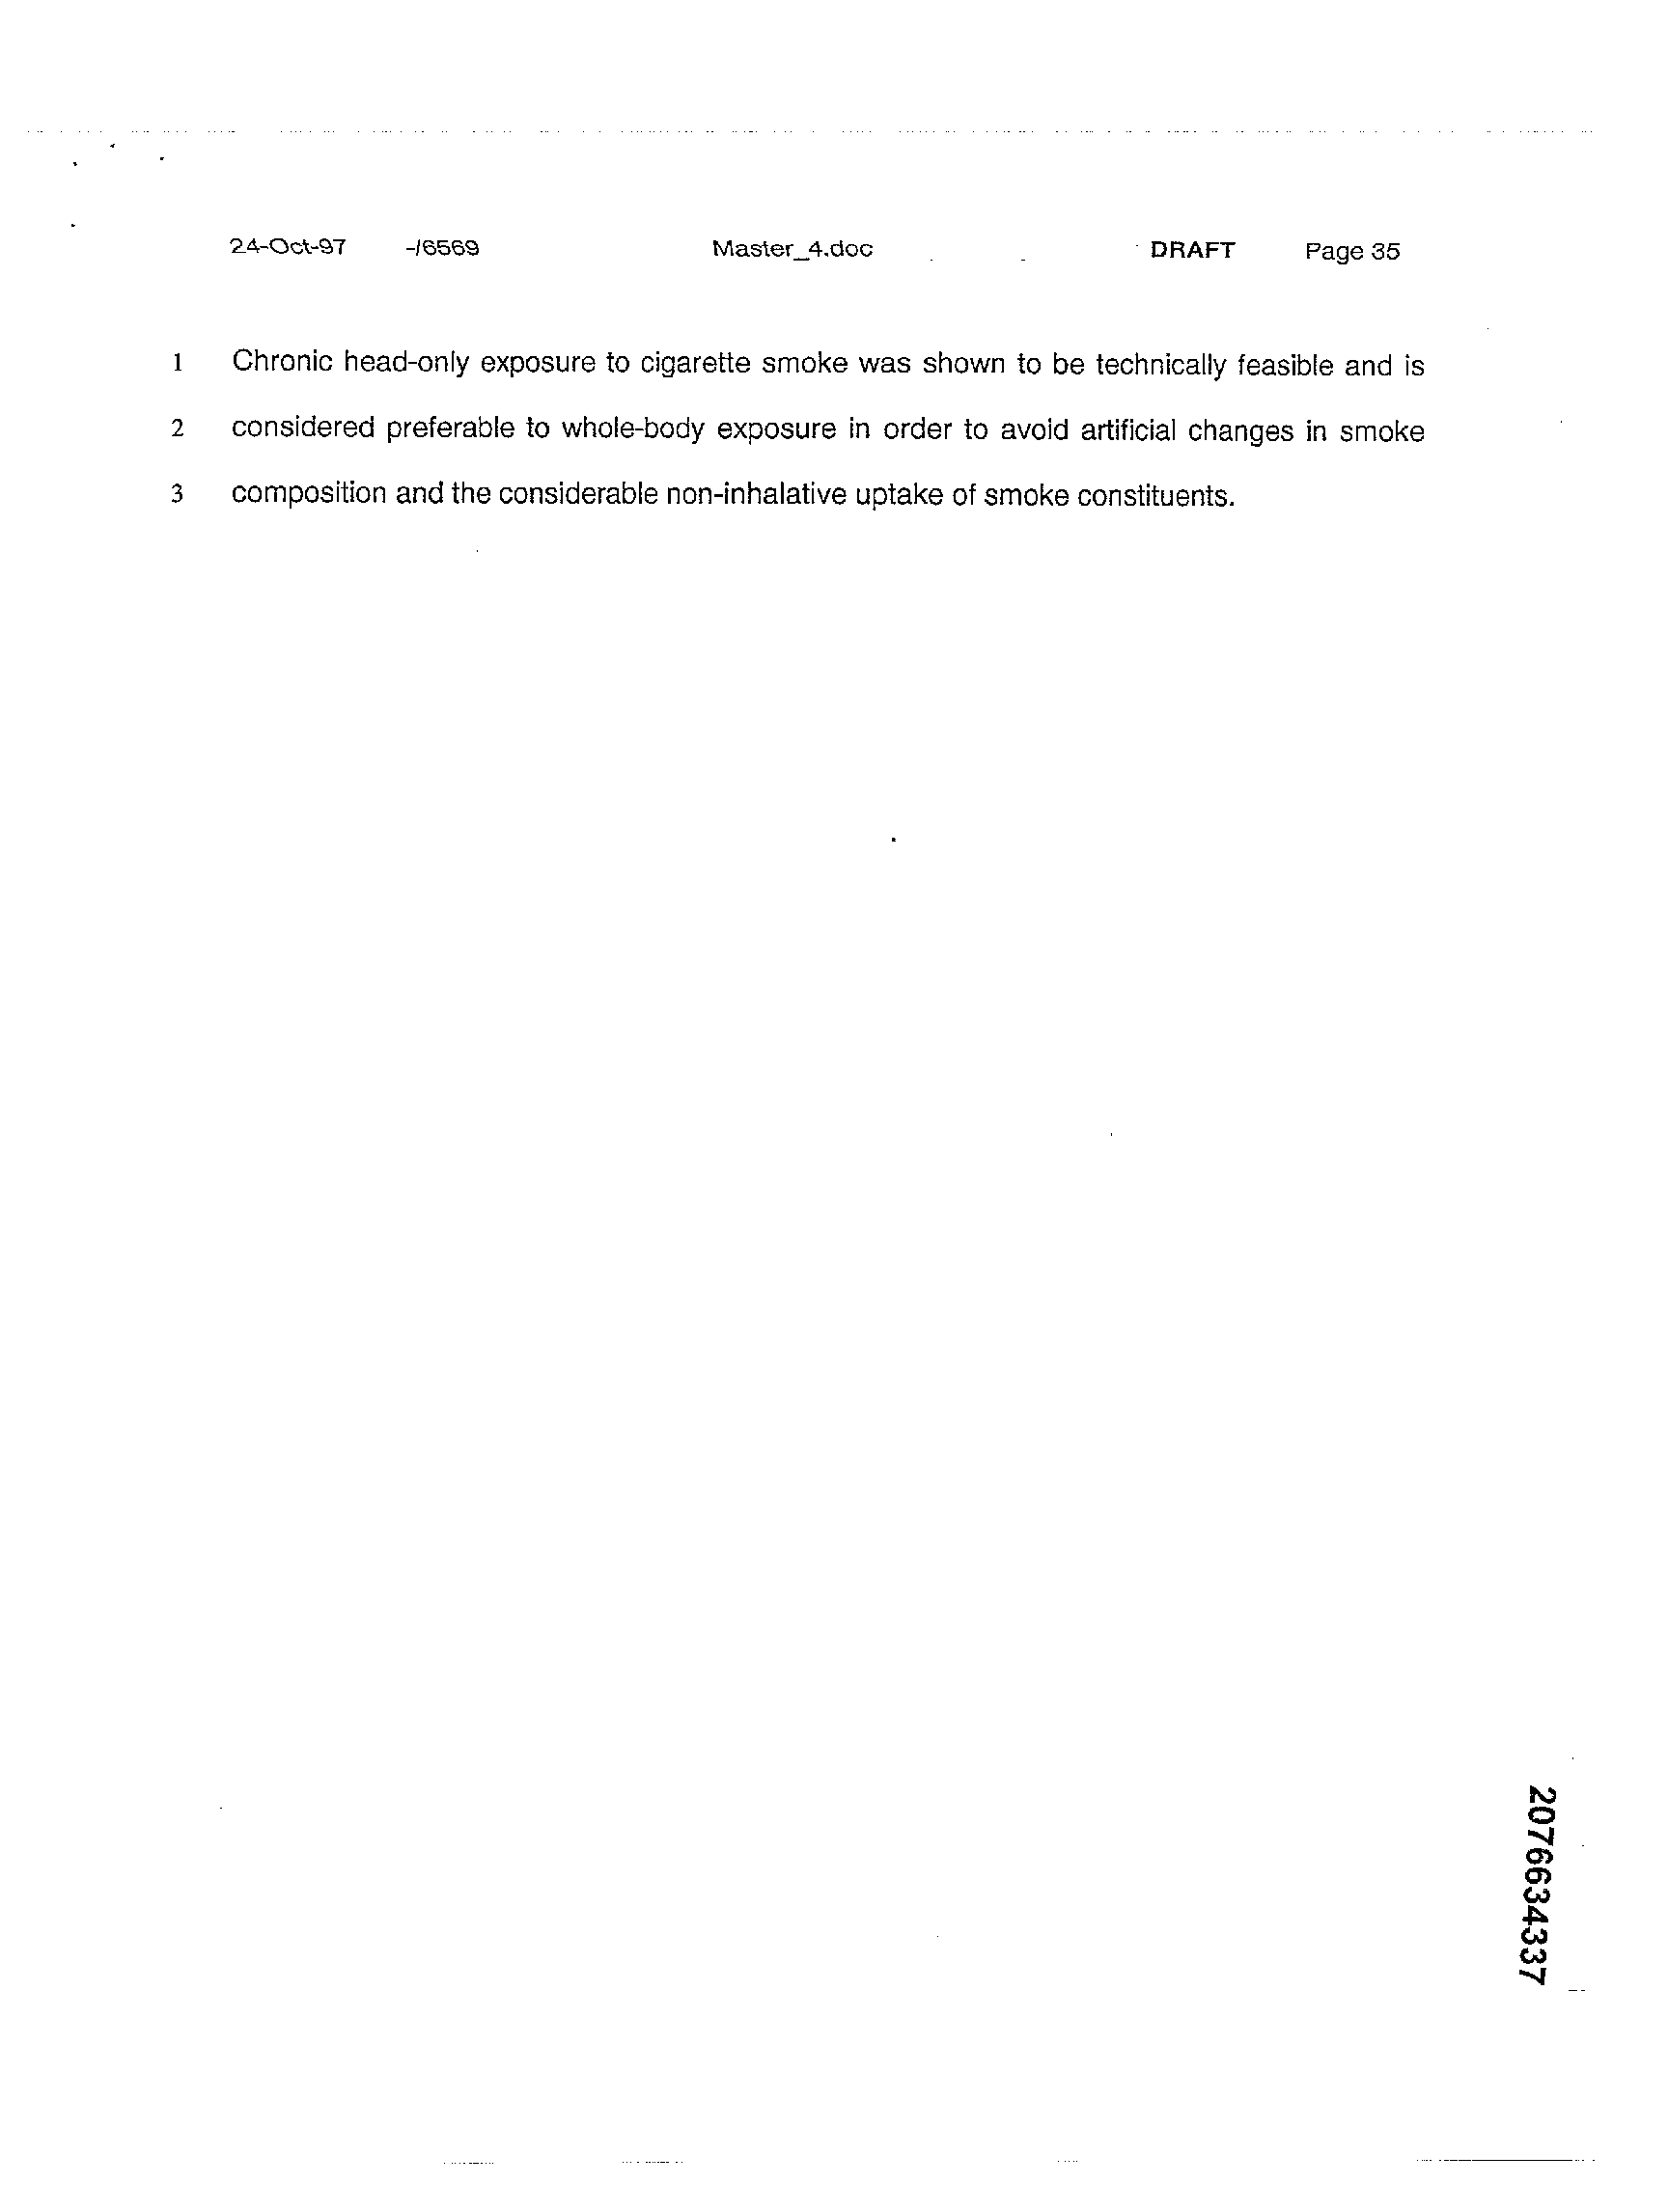 24-Oct-97 -/6569 Master_4.doc DRAFT Page 35
1 Chronic head-only exposure to cigarette smoke was shown to be technically feasible and is
2 considered preferable to whole-body exposure in order to avoid artificial changes in smoke
3 composition and the considerable non-inhalative uptake of smoke constituents.
2076634337